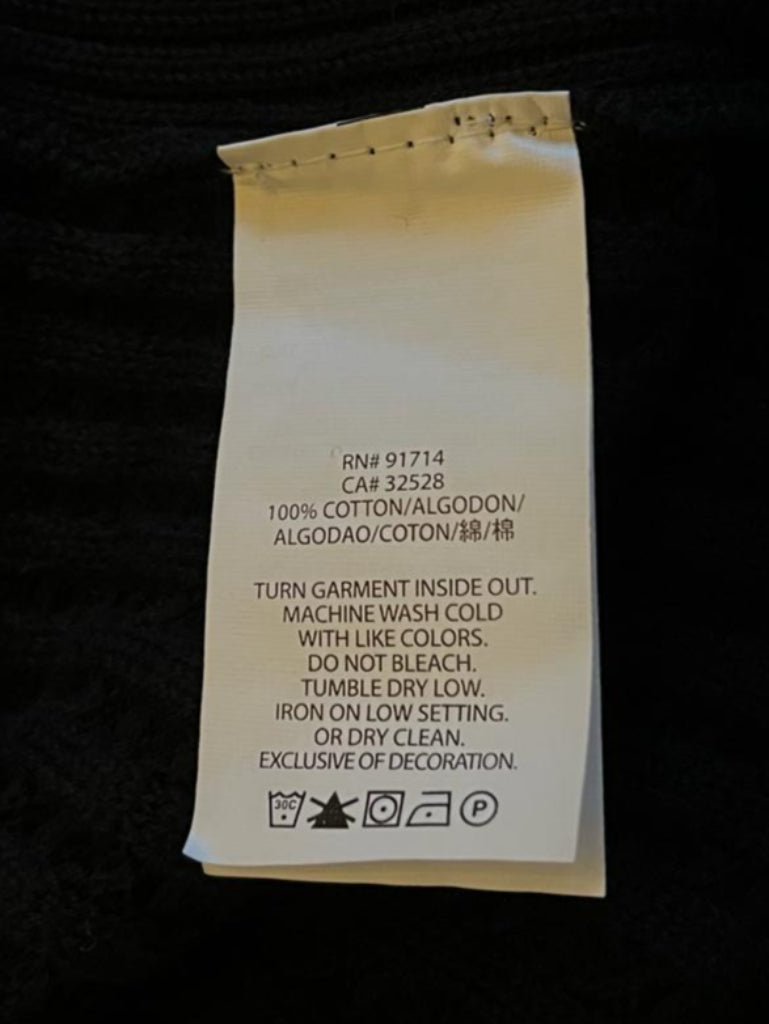 RN# 91714
CA# 32528
100% COTTON/ALGODON/
ALGODAO/COTON/綿/棉
TURN GARMENT INSIDE OUT.
MACHINE WASH COLD
WITH LIKE COLORS.
DO NOT BLEACH.
TUMBLE DRY LOW.
IRON ON LOW SETTING.
OR DRY CLEAN.
EXCLUSIVE OF DECORATION.
30C P